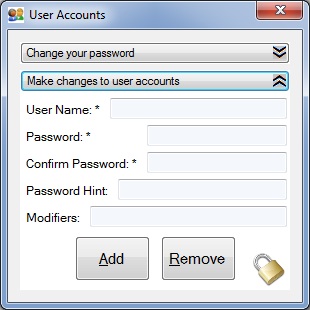 User Accounts
Change your password
Make changes to user accounts
User Name: *
Password: *
Confirm Password: *
Password Hint:
Modifiers:
Add Remove